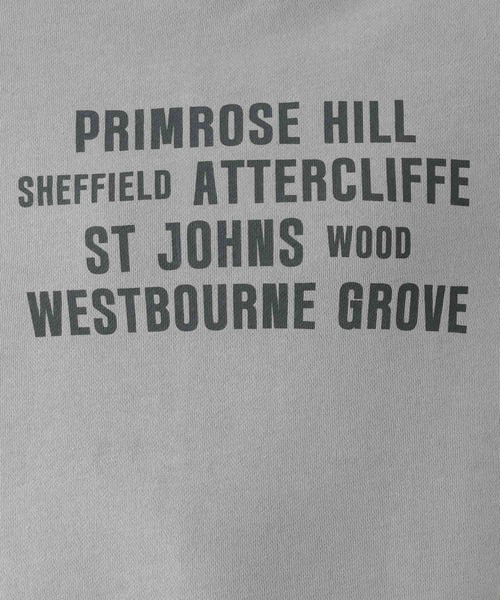 PRIMROSE HILL
SHEFFIELD ATTERCLIFFE
ST JOHNS WOOD
WESTBOURNE GROVE